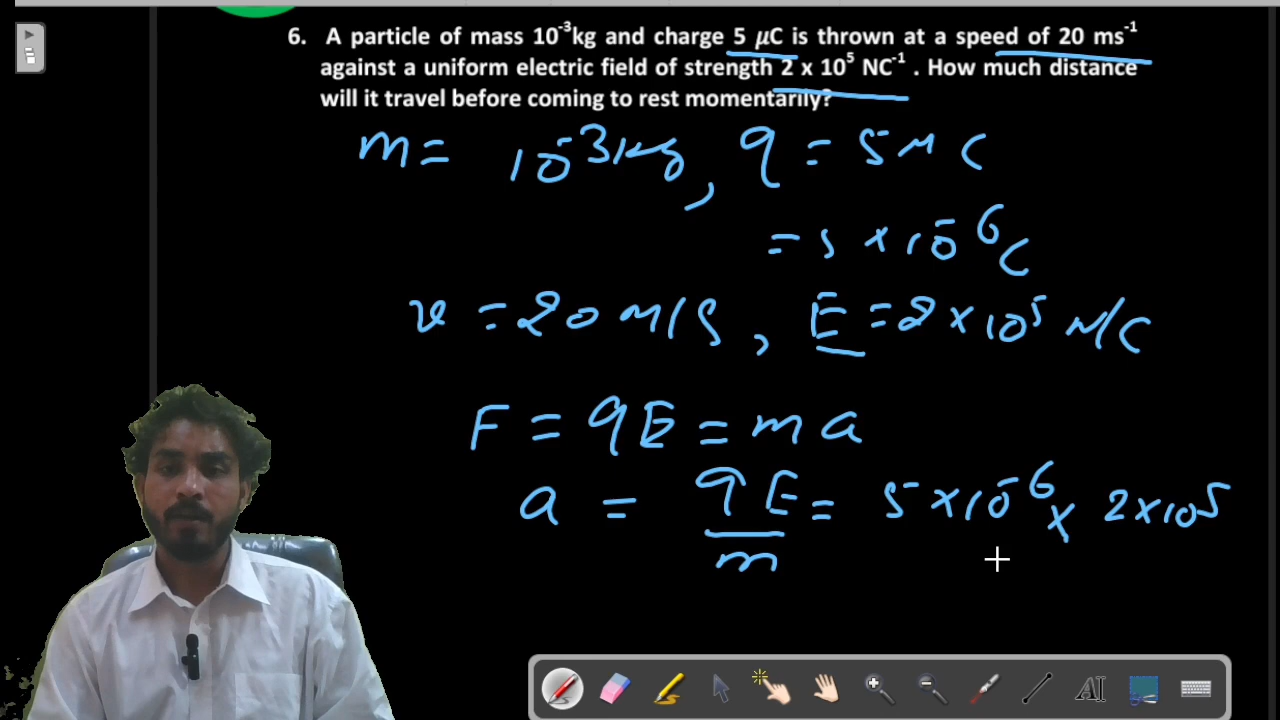 6. A particle of mass 10⁻³kg and charge 5 μC is thrown at a speed of 20 ms⁻¹
against a uniform electric field of strength 2 x 10⁵ NC⁻¹ . How much distance
will it travel before coming to rest momentarily?
m = 10⁻³kg, q = 5 μC
= 5 × 10⁻⁶C
v = 20 m/s, E = 2 × 10⁵ N/C
F = qE = ma
a = qE/m = 5 × 10⁻⁶ × 2 × 10⁵
AI